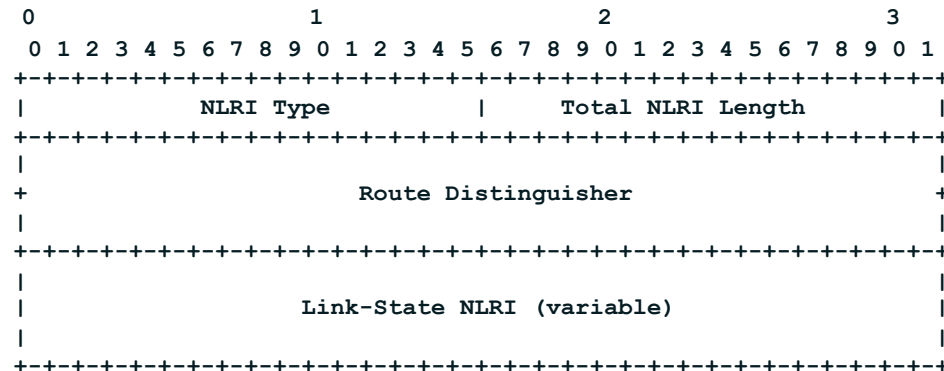 0                   1                   2                   3
 0 1 2 3 4 5 6 7 8 9 0 1 2 3 4 5 6 7 8 9 0 1 2 3 4 5 6 7 8 9 0 1
+-+-+-+-+-+-+-+-+-+-+-+-+-+-+-+-+-+-+-+-+-+-+-+-+-+-+-+-+-+-+-+-+
|            NLRI Type          |     Total NLRI Length         |
+-+-+-+-+-+-+-+-+-+-+-+-+-+-+-+-+-+-+-+-+-+-+-+-+-+-+-+-+-+-+-+-+
|                                                               |
+                       Route Distinguisher                     +
|                                                               |
+-+-+-+-+-+-+-+-+-+-+-+-+-+-+-+-+-+-+-+-+-+-+-+-+-+-+-+-+-+-+-+-+
|                                                               |
|                   Link-State NLRI (variable)                  |
|                                                               |
+-+-+-+-+-+-+-+-+-+-+-+-+-+-+-+-+-+-+-+-+-+-+-+-+-+-+-+-+-+-+-+-+